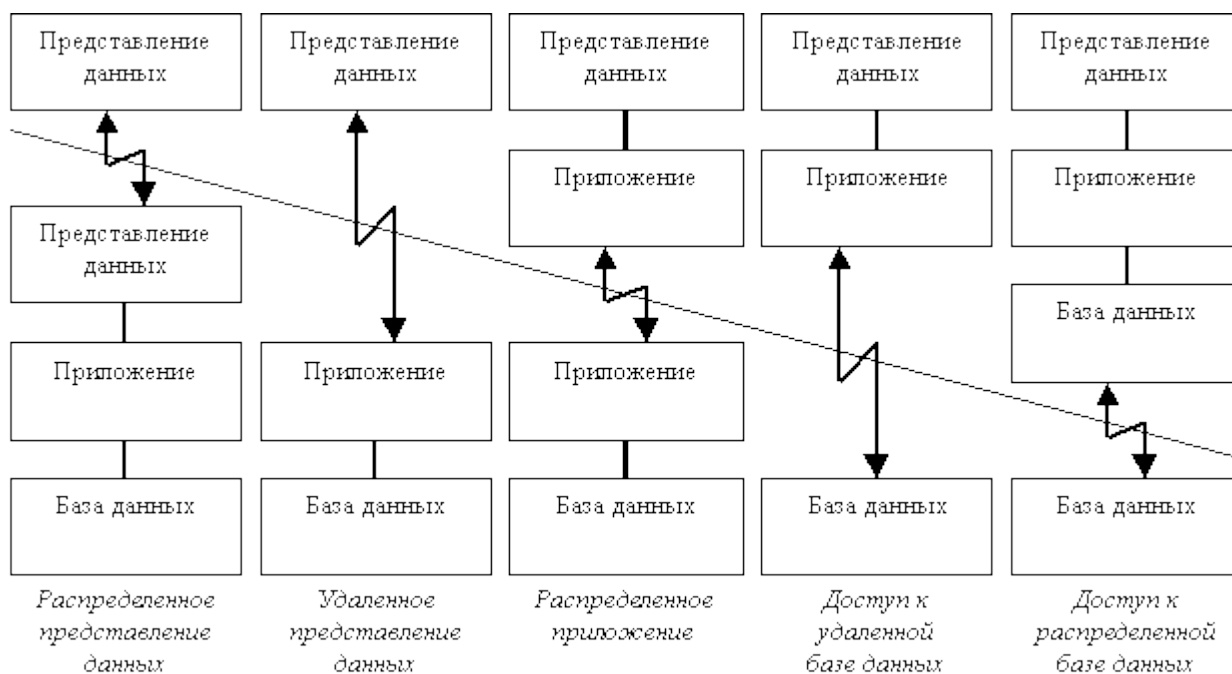 Представление
данных
Представление
данных
Представление
данных
Представление
данных
Представление
данных
Приложение
Приложение
Приложение
Представление
данных
База данных
Приложение
Приложение
Приложение
База данных
База данных
База данных
База данных
База данных
Распределенное
представление
данных
Удаленное
представление
данных
Распределенное
приложение
Доступ к
удаленной
базе данных
Доступ к
распределенной
базе данных